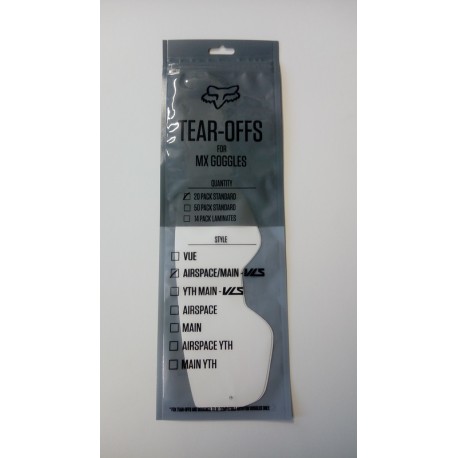 TEAR-OFFS
FOR
MX GOGGLES
QUANTITY
20 PACK STANDARD
50 PACK STANDARD
14 PACK LAMINATES
STYLE
VUE
AIRSPACE/MAIN - VLS
YTH MAIN - VLS
AIRSPACE
MAIN
AIRSPACE YTH
MAIN YTH